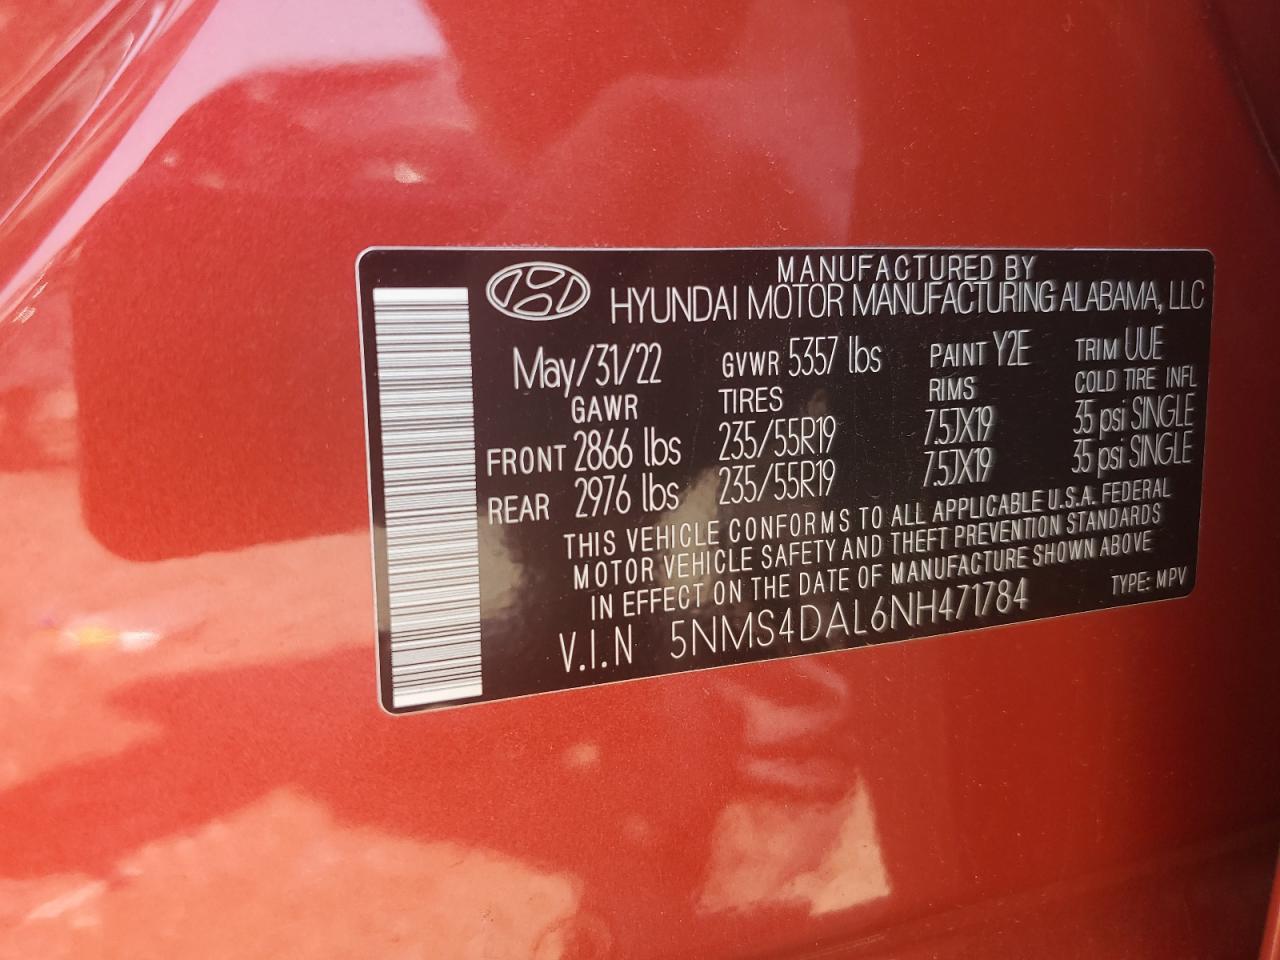 MANUFACTURED BY
HYUNDAI MOTOR MANUFACTURING ALABAMA, LLC
May/31/22 GVWR 5357 lbs PAINT Y2E TRIM UUE
GAWR TIRES RIMS COLD TIRE INFL
FRONT 2866 lbs 235/55R19 7.5JX19 35 psi SINGLE
REAR 2976 lbs 235/55R19 7.5JX19 35 psi SINGLE
THIS VEHICLE CONFORMS TO ALL APPLICABLE U.S.A. FEDERAL
MOTOR VEHICLE SAFETY AND THEFT PREVENTION STANDARDS
IN EFFECT ON THE DATE OF MANUFACTURE SHOWN ABOVE
V.I.N 5NMS4DAL6NH471784 TYPE: MPV